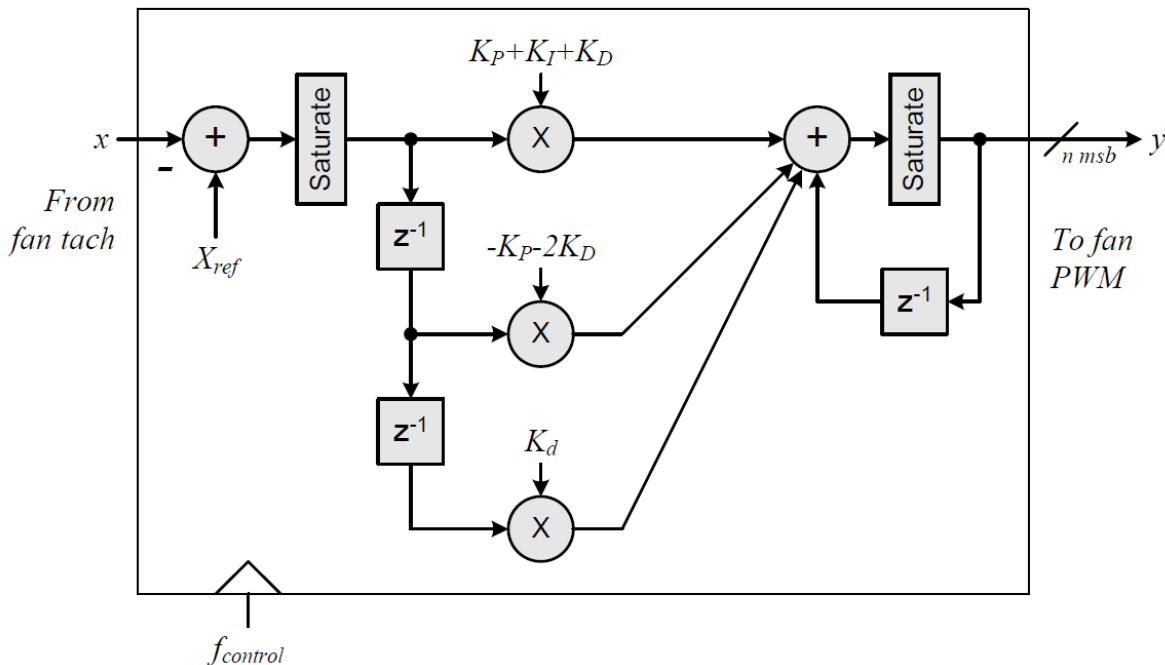 K_P+K_I+K_D
x
-
+
Saturate
X
+
Saturate
n msb
y
From
fan tach
X_ref
z⁻¹
-K_P-2K_D
X
z⁻¹
To fan
PWM
z⁻¹
K_d
X
f_control